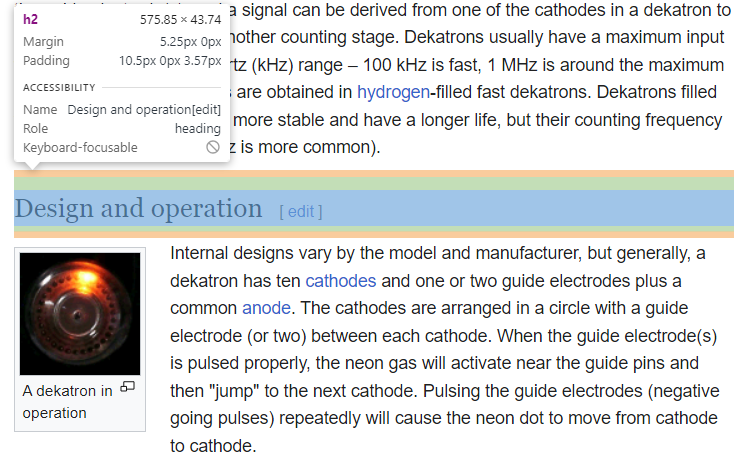 h2 575.85 × 43.74
Margin 5.25px 0px
Padding 10.5px 0px 3.57px
ACCESSIBILITY
Name Design and operation[edit]
Role heading
Keyboard-focusable
a signal can be derived from one of the cathodes in a dekatron to
another counting stage. Dekatrons usually have a maximum input
(kHz) range – 100 kHz is fast, 1 MHz is around the maximum
are obtained in hydrogen-filled fast dekatrons. Dekatrons filled
more stable and have a longer life, but their counting frequency
is more common).
Design and operation [ edit ]
Internal designs vary by the model and manufacturer, but generally, a
dekatron has ten cathodes and one or two guide electrodes plus a
common anode. The cathodes are arranged in a circle with a guide
electrode (or two) between each cathode. When the guide electrode(s)
is pulsed properly, the neon gas will activate near the guide pins and
then "jump" to the next cathode. Pulsing the guide electrodes (negative
going pulses) repeatedly will cause the neon dot to move from cathode
to cathode.
A dekatron in
operation